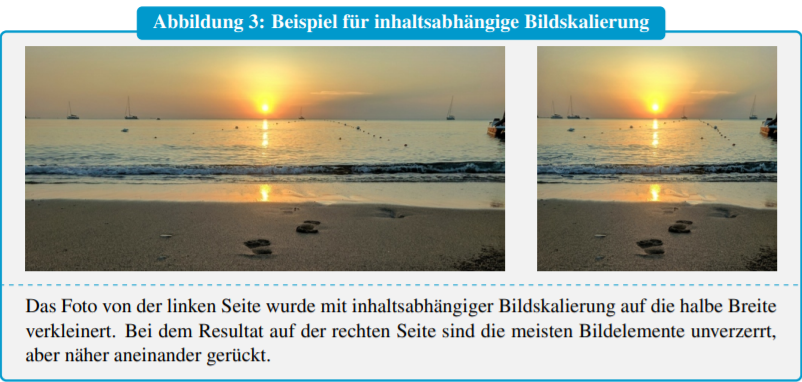 Abbildung 3: Beispiel für inhaltsabhängige Bildskalierung
Das Foto von der linken Seite wurde mit inhaltsabhängiger Bildskalierung auf die halbe Breite
verkleinert. Bei dem Resultat auf der rechten Seite sind die meisten Bildelemente unverzerrt,
aber näher aneinander gerückt.